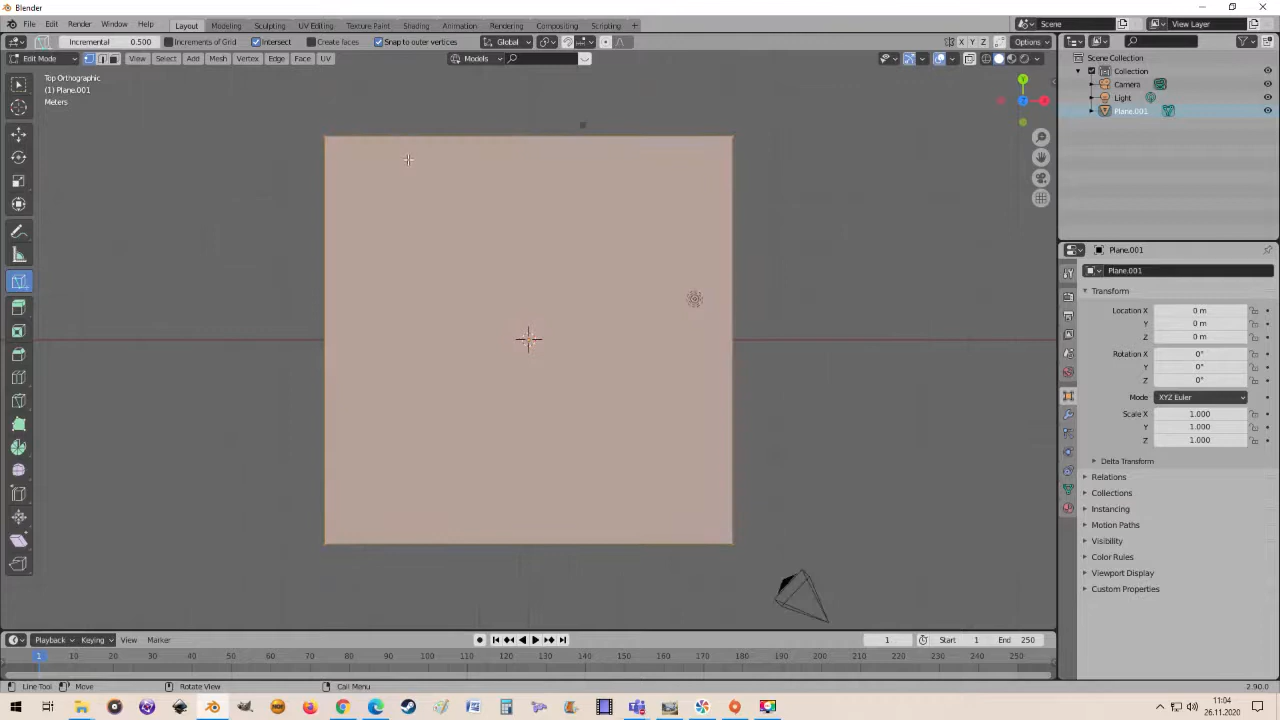 Blender
File Edit Render Window Help Layout Modeling Sculpting UV Editing Texture Paint Shading Animation Rendering Compositing Scripting + Scene View Layer
Incremental 0.500 Increments of Grid Intersect Create faces Snap to outer vertices Global X Y Z Options
Edit Mode View Select Add Mesh Vertex Edge Face UV Models
Top Orthographic
(1) Plane.001
Meters
Y
Z
X
Scene Collection
Collection
Camera
Light
Plane.001
Plane.001
Plane.001
Transform
Location X 0 m
Y 0 m
Z 0 m
Rotation X 0°
Y 0°
Z 0°
Mode XYZ Euler
Scale X 1.000
Y 1.000
Z 1.000
Delta Transform
Relations
Collections
Instancing
Motion Paths
Visibility
Color Rules
Viewport Display
Custom Properties
Playback Keying View Marker 1 Start 1 End 250
1 10 20 30 40 50 60 70 80 90 100 110 120 130 140 150 160 170 180 190 200 210 220 230 240 250
Line Tool Move Rotate View Call Menu 2.90.0
11:04
26.11.2020